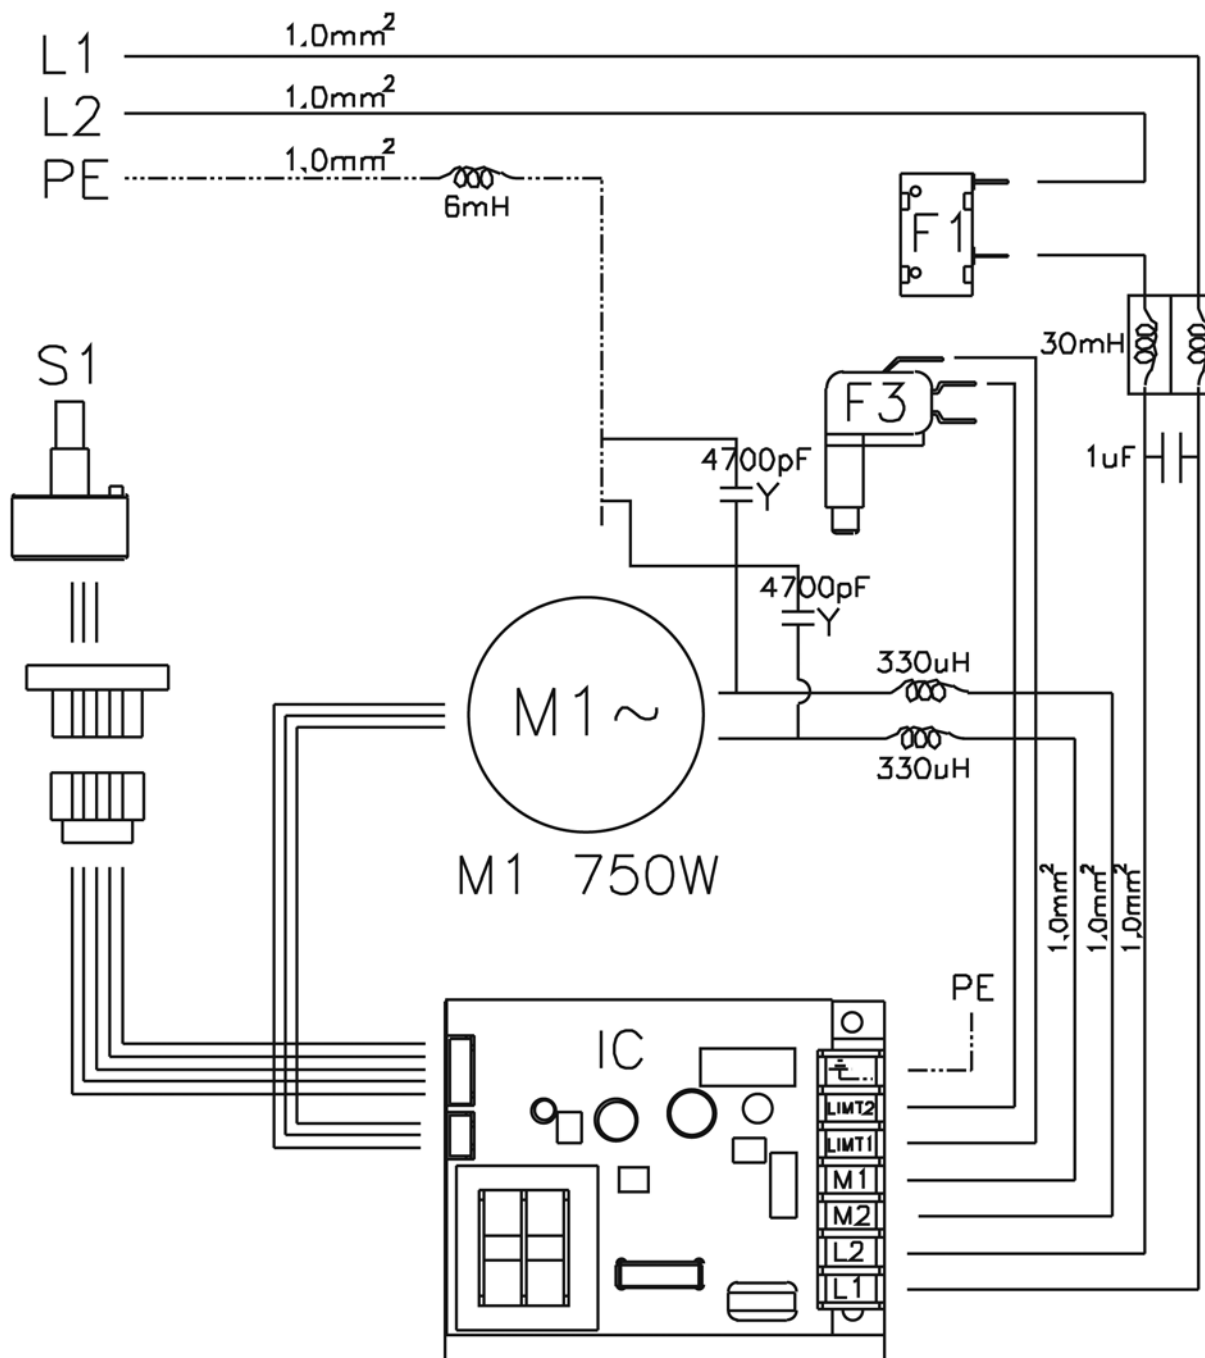 L1
1.0mm²
L2
1.0mm²
PE
1.0mm²
6mH
F1
30mH
S1
F3
1uF
4700pF
Y
4700pF
Y
330uH
M1~
330uH
M1 750W
1.0mm²
1.0mm²
1.0mm²
PE
IC
LIMT2
LIMT1
M1
M2
L2
L1